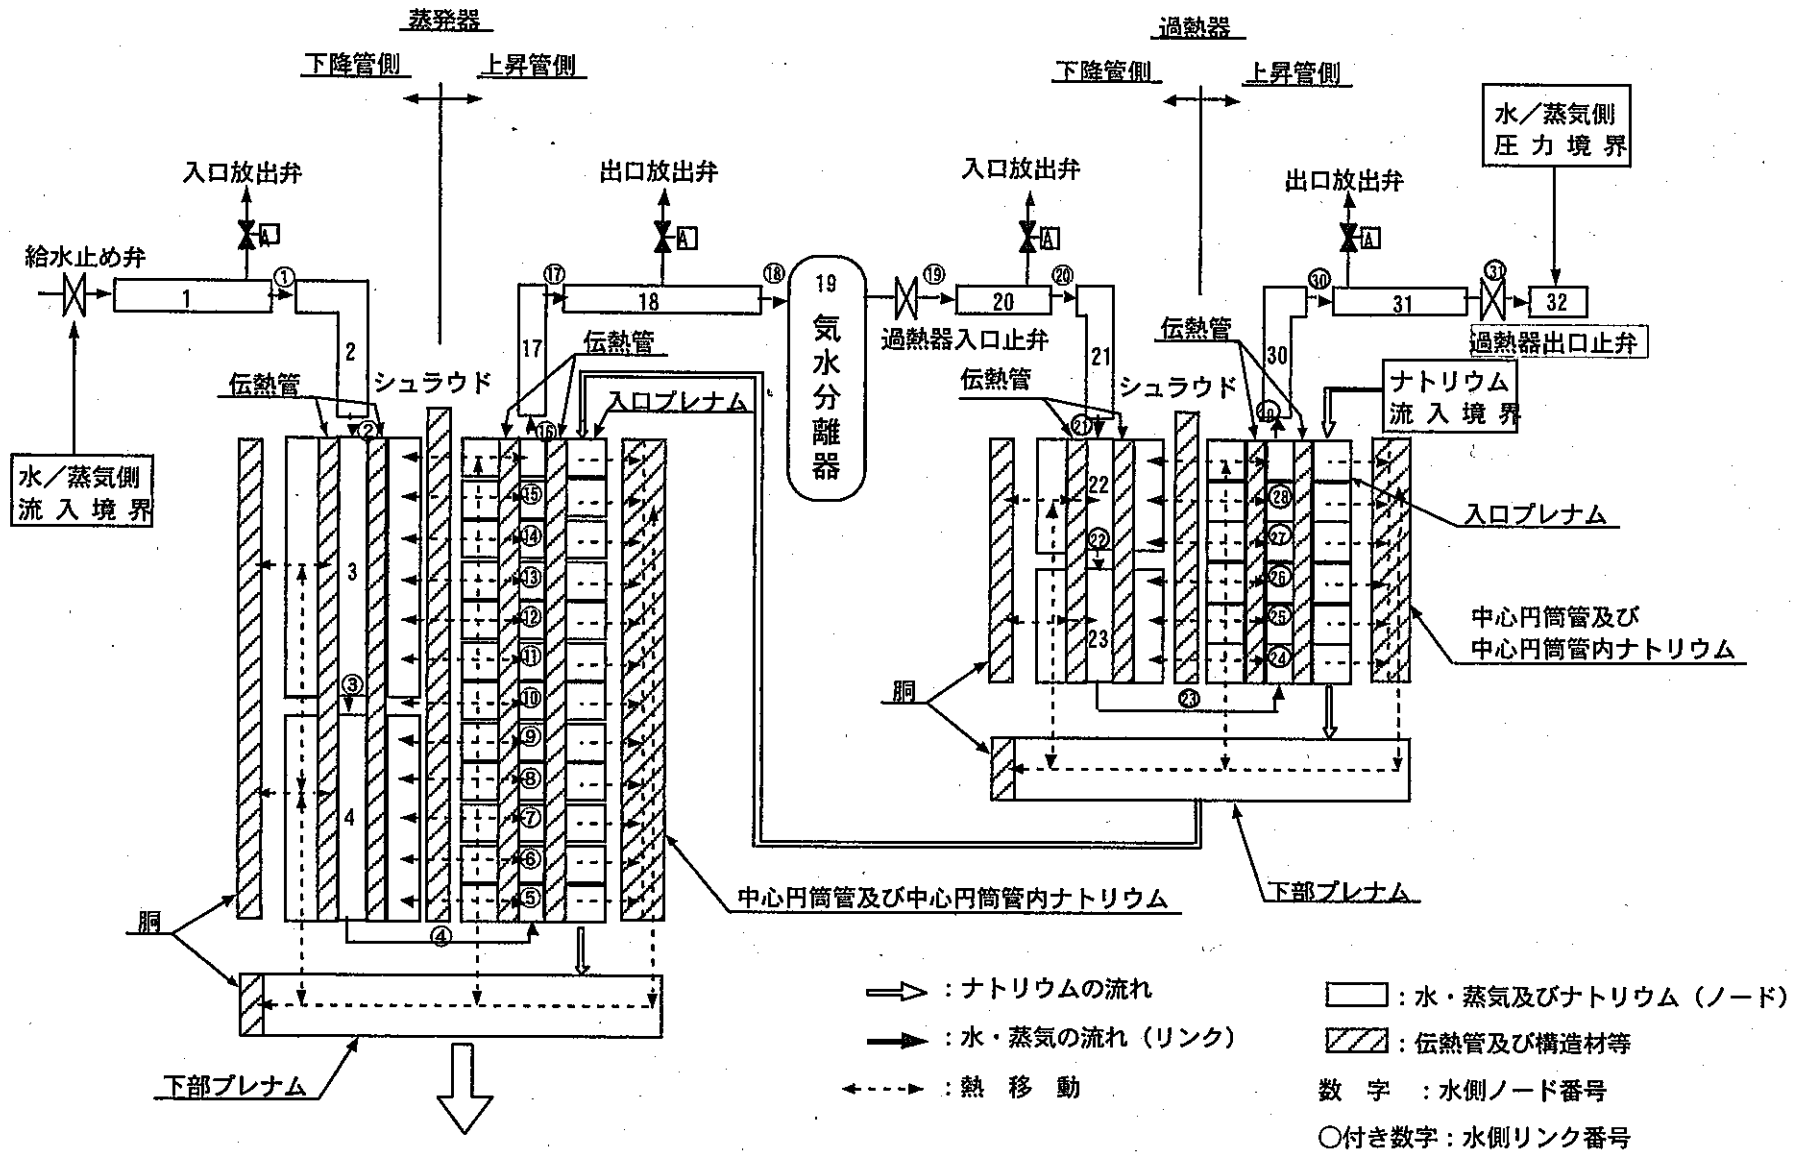 蒸発器
下降管側
上昇管側
過熱器
下降管側
上昇管側
水／蒸気側
圧力境界
入口放出弁
出口放出弁
入口放出弁
出口放出弁
給水止め弁
A
A
A
A
1
①
2
⑰
18
⑱
19
気水分離器
⑲
20
⑳
㉚
31
㉛
32
過熱器入口止弁
過熱器出口止弁
17
21
30
伝熱管
伝熱管
伝熱管
伝熱管
シュラウド
シュラウド
入口プレナム
ナトリウム
流入境界
水／蒸気側
流入境界
②
⑯
㉑
⑮
⑭
⑬
⑫
⑪
⑩
⑨
⑧
⑦
⑥
⑤
3
③
4
④
22
㉒
23
㉓
㉘
㉗
㉖
㉕
㉔
入口プレナム
中心円筒管及び
中心円筒管内ナトリウム
胴
胴
中心円筒管及び中心円筒管内ナトリウム
下部プレナム
下部プレナム
：ナトリウムの流れ
：水・蒸気の流れ（リンク）
：熱移動
：水・蒸気及びナトリウム（ノード）
：伝熱管及び構造材等
数字：水側ノード番号
○付き数字：水側リンク番号